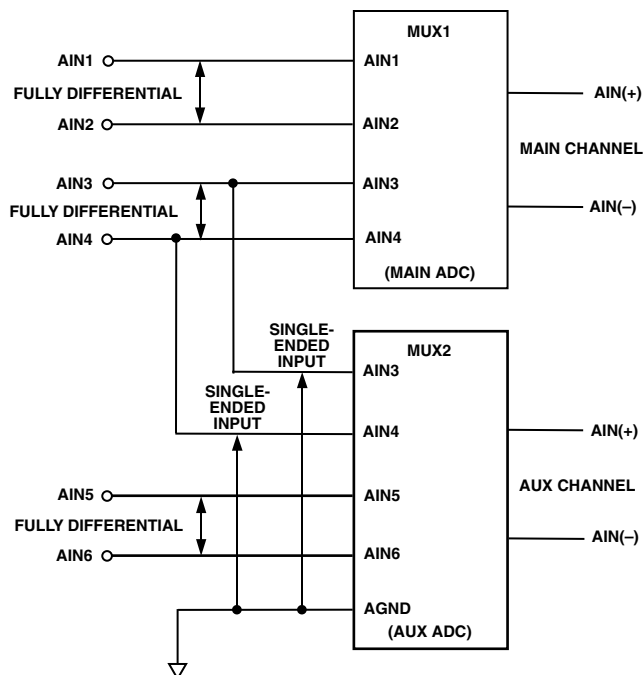 MUX1
AIN1
AIN1
FULLY DIFFERENTIAL
AIN2
AIN2
AIN(+)
MAIN CHANNEL
AIN3
AIN3
FULLY DIFFERENTIAL
AIN4
AIN4
AIN(–)
(MAIN ADC)
SINGLE-
ENDED
INPUT
MUX2
AIN3
SINGLE-
ENDED
INPUT
AIN4
AIN(+)
AIN5
AIN5
AUX CHANNEL
FULLY DIFFERENTIAL
AIN6
AIN6
AIN(–)
AGND
(AUX ADC)